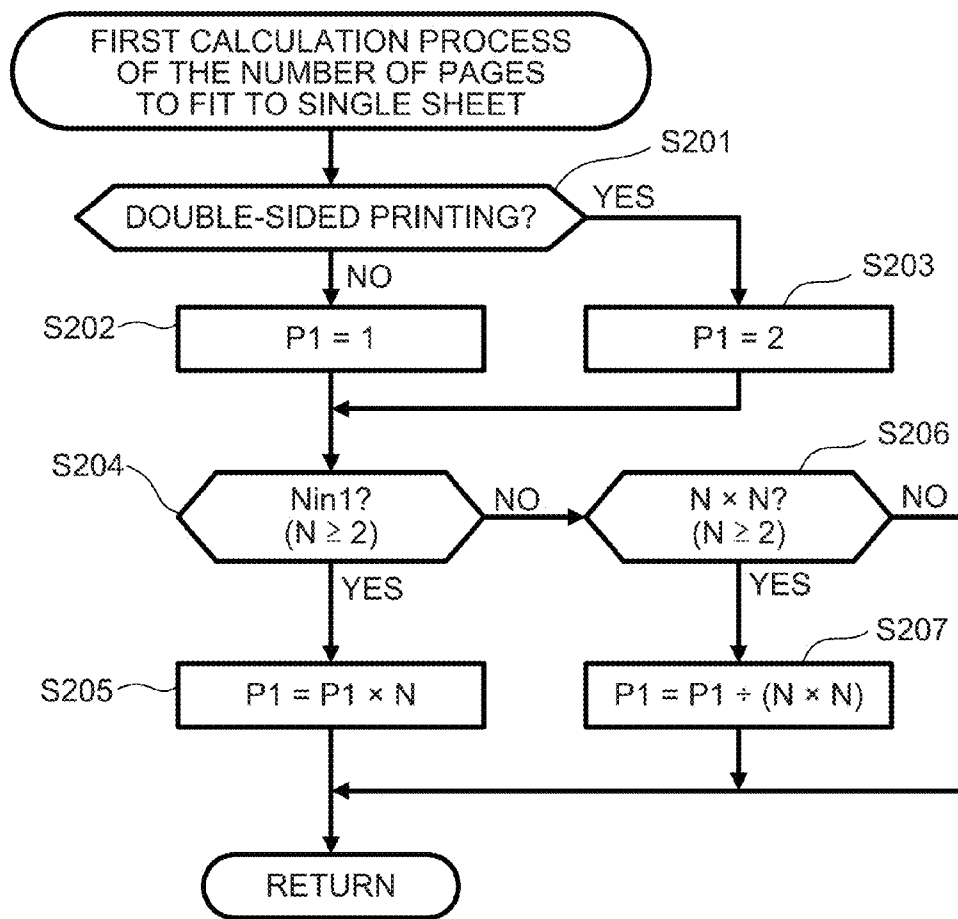 FIRST CALCULATION PROCESS
OF THE NUMBER OF PAGES
TO FIT TO SINGLE SHEET
S201
DOUBLE-SIDED PRINTING?
YES
NO
S202
P1 = 1
S203
P1 = 2
S204
Nin1?
(N ≥ 2)
NO
YES
S206
N × N?
(N ≥ 2)
NO
YES
S205
P1 = P1 × N
S207
P1 = P1 ÷ (N × N)
RETURN